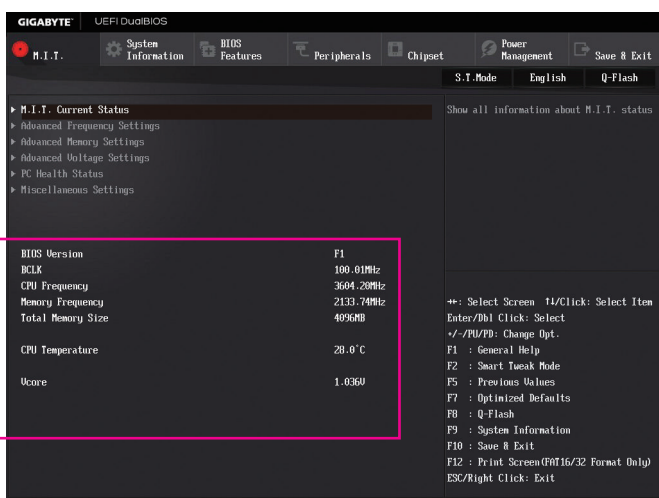 GIGABYTE™ UEFI DualBIOS
M.I.T. System Information BIOS Features Peripherals Chipset Power Management Save & Exit
S.T.Mode English Q-Flash
M.I.T. Current Status
Show all information about M.I.T. status
Advanced Frequency Settings
Advanced Memory Settings
Advanced Voltage Settings
PC Health Status
Miscellaneous Settings
BIOS Version F1
BCLK 100.01MHz
CPU Frequency 3604.20MHz
Memory Frequency 2133.74MHz
Total Memory Size 4096MB
CPU Temperature 28.0°C
Vcore 1.036V
→←: Select Screen ↑↓/Click: Select Item
Enter/Dbl Click: Select
+/-/PU/PD: Change Opt.
F1 : General Help
F2 : Smart Tweak Mode
F5 : Previous Values
F7 : Optimized Defaults
F8 : Q-Flash
F9 : System Information
F10 : Save & Exit
F12 : Print Screen(FAT16/32 Format Only)
ESC/Right Click: Exit